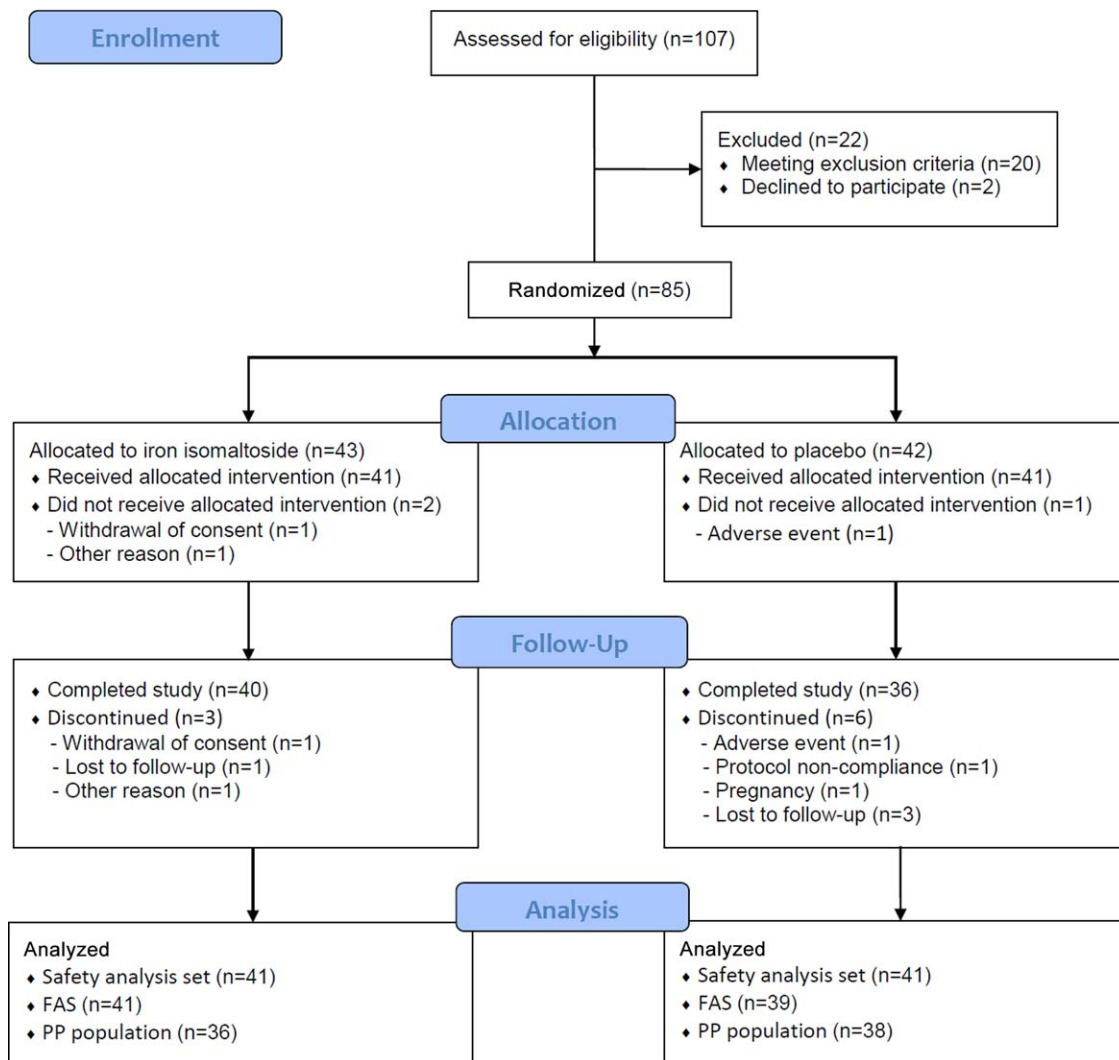 Enrollment
Assessed for eligibility (n=107)
Excluded (n=22)
♦ Meeting exclusion criteria (n=20)
♦ Declined to participate (n=2)
Randomized (n=85)
Allocation
Allocated to iron isomaltoside (n=43)
♦ Received allocated intervention (n=41)
♦ Did not receive allocated intervention (n=2)
- Withdrawal of consent (n=1)
- Other reason (n=1)
Allocated to placebo (n=42)
♦ Received allocated intervention (n=41)
♦ Did not receive allocated intervention (n=1)
- Adverse event (n=1)
Follow-Up
♦ Completed study (n=40)
♦ Discontinued (n=3)
- Withdrawal of consent (n=1)
- Lost to follow-up (n=1)
- Other reason (n=1)
♦ Completed study (n=36)
♦ Discontinued (n=6)
- Adverse event (n=1)
- Protocol non-compliance (n=1)
- Pregnancy (n=1)
- Lost to follow-up (n=3)
Analysis
Analyzed
♦ Safety analysis set (n=41)
♦ FAS (n=41)
♦ PP population (n=36)
Analyzed
♦ Safety analysis set (n=41)
♦ FAS (n=39)
♦ PP population (n=38)